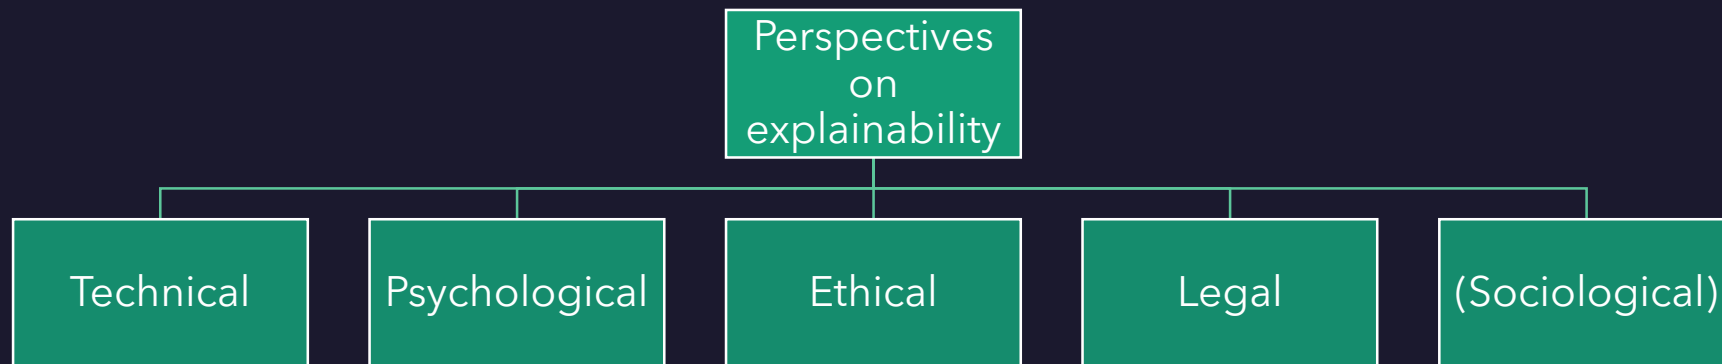 Perspectives
on
explainability
Technical
Psychological
Ethical
Legal
(Sociological)